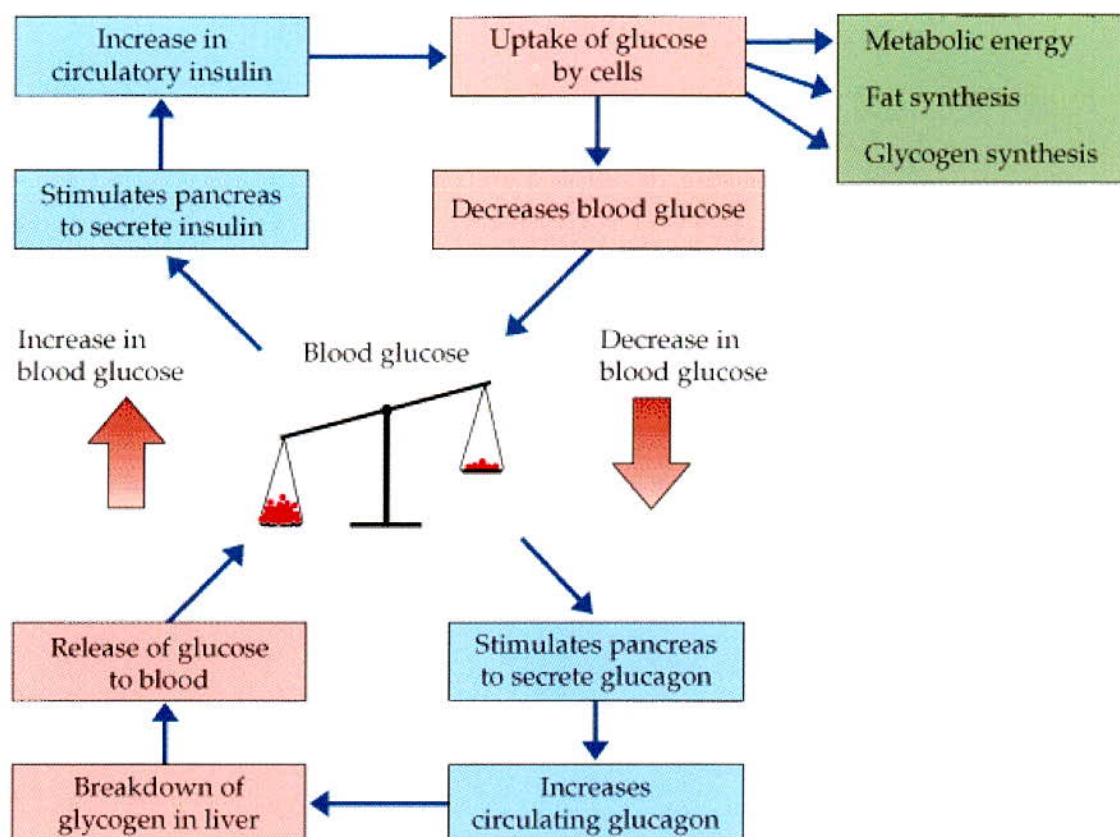 Increase in
circulatory insulin
Uptake of glucose
by cells
Metabolic energy
Fat synthesis
Glycogen synthesis
Stimulates pancreas
to secrete insulin
Decreases blood glucose
Increase in
blood glucose
Blood glucose
Decrease in
blood glucose
Release of glucose
to blood
Stimulates pancreas
to secrete glucagon
Breakdown of
glycogen in liver
Increases
circulating glucagon